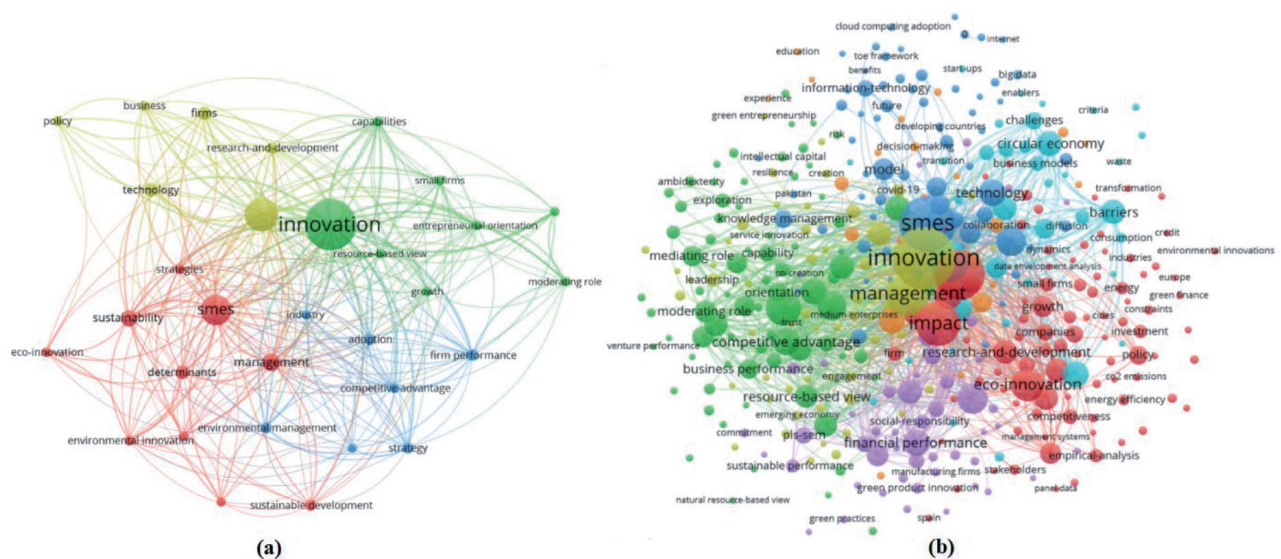 business
firms
policy
capabilities
research-and-development
technology
small firms
innovation
entrepreneurial orientation
resource-based view
strategies
moderating role
growth
smes
sustainability
industry
eco-innovation
adoption
firm performance
management
determinants
competitive advantage
environmental management
environmental innovation
strategy
sustainable development
(a)
cloud computing adoption
internet
education
toe framework
benefits
start-ups
big data
information-technology
enablers
experience
future
criteria
green entrepreneurship
challenges
risk
developing countries
circular economy
decision-making
intellectual capital
transition
business models
waste
resilience
model
ambidexterity
creation
covid-19
technology
transformation
pakistan
exploration
knowledge management
smes
barriers
collaboration
diffusion
credit
service innovation
consumption
mediating role
capability
innovation
dynamics
environmental innovations
industries
co-creation
data envelopment analysis
europe
leadership
small firms
energy
orientation
management
green finance
growth
cities
constraints
moderating role
trust
medium enterprises
impact
companies
investment
venture performance
competitive advantage
firm
research-and-development
policy
business performance
engagement
co2 emissions
eco-innovation
resource-based view
energy efficiency
emerging economy
social-responsibility
competitiveness
commitment
pls-sem
financial performance
management systems
empirical-analysis
sustainable performance
manufacturing firms
stakeholders
green product innovation
panel data
natural resource-based view
green practices
spain
(b)